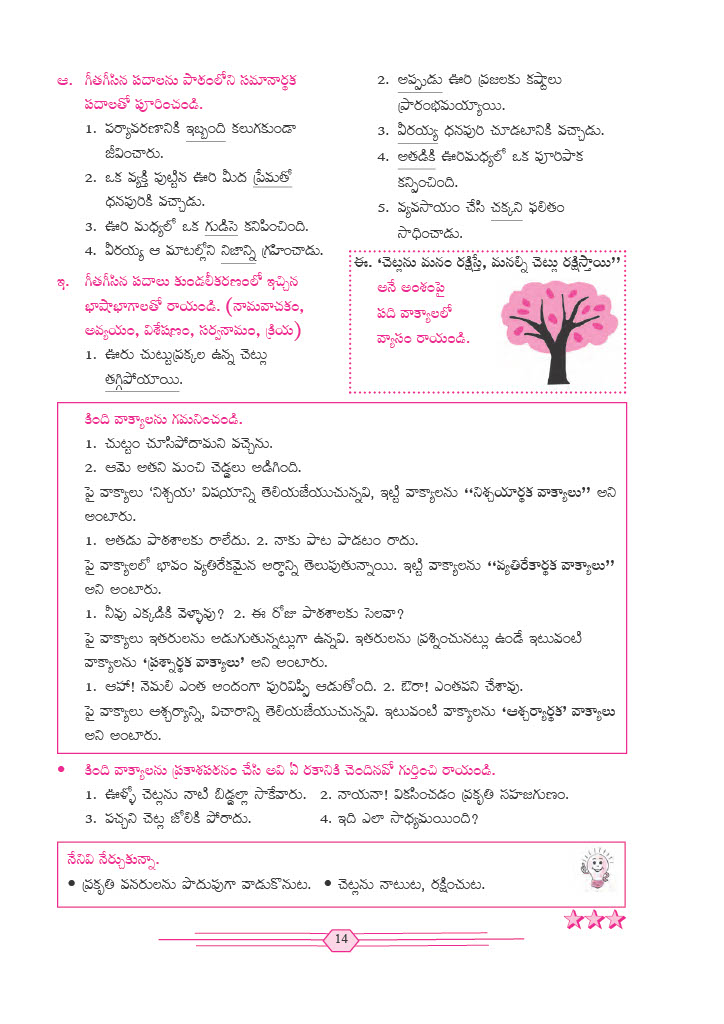 ఆ. గీతగీసిన పదాలను పాఠంలోని సమానార్థక
పదాలతో పూరించండి.
1. పర్యావరణానికి ఇబ్బంది కలుగకుండా
జీవించారు.
2. ఒక వ్యక్తి పుట్టిన ఊరి మీద ప్రేమతో
ధనపురికి వచ్చాడు.
3. ఊరి మధ్యలో ఒక గుడిసె కనిపించింది.
4. వీరయ్య ఆ మాటల్లోని నిజాన్ని గ్రహించాడు.
ఇ. గీతగీసిన పదాలు కుండలీకరణంలో ఇచ్చిన
భాషాభాగాలతో రాయండి. (నామవాచకం,
అవ్యయం, విశేషణం, సర్వనామం, క్రియ)
1. ఊరు చుట్టుప్రక్కల ఉన్న చెట్లు
తగ్గిపోయాయి.
2. అప్పుడు ఊరి ప్రజలకు కష్టాలు
ప్రారంభమయ్యాయి.
3. వీరయ్య ధనపురి చూడటానికి వచ్చాడు.
4. అతడికి ఊరిమధ్యలో ఒక పూరిపాక
కన్పించింది.
5. వ్యవసాయం చేసి చక్కని ఫలితం
సాధించాడు.
ఈ. ‘చెట్లను మనం రక్షిస్తే, మనల్ని చెట్లు రక్షిస్తాయి’’
అనే అంశంపై
పది వాక్యాలలో
వ్యాసం రాయండి.
కింది వాక్యాలను గమనించండి.
1. చుట్టం చూసిపోదామని వచ్చెను.
2. ఆమె అతని మంచి చెడ్డలు అడిగింది.
పై వాక్యాలు ‘నిశ్చయ’ విషయాన్ని తెలియజేయుచున్నవి, ఇట్టి వాక్యాలను ‘‘నిశ్చయార్థక వాక్యాలు’’ అని
అంటారు.
1. అతడు పాఠశాలకు రాలేదు. 2. నాకు పాట పాడటం రాదు.
పై వాక్యాలలో భావం వ్యతిరేకమైన అర్థాన్ని తెలుపుతున్నాయి. ఇట్టి వాక్యాలను ‘‘వ్యతిరేకార్థక వాక్యాలు’’
అని అంటారు.
1. నీవు ఎక్కడికి వెళ్ళావు? 2. ఈ రోజు పాఠశాలకు సెలవా?
పై వాక్యాలు ఇతరులను అడుగుతున్నట్లుగా ఉన్నవి. ఇతరులను ప్రశ్నించునట్లు ఉండే ఇటువంటి
వాక్యాలను ‘ప్రశ్నార్థక వాక్యాలు’ అని అంటారు.
1. ఆహా! నెమలి ఎంత అందంగా పురివిప్పి ఆడుతోంది. 2. ఔరా! ఎంతపని చేశావు.
పై వాక్యాలు ఆశ్చర్యాన్ని, విచారాన్ని తెలియజేయుచున్నవి. ఇటువంటి వాక్యాలను ‘ఆశ్చర్యార్థక’ వాక్యాలు
అని అంటారు.
• కింది వాక్యాలను ప్రకాశపఠనం చేసి అవి ఏ రకానికి చెందినవో గుర్తించి రాయండి.
1. ఊళ్ళో చెట్లను నాటి బిడ్డల్లా సాకేవారు. 2. నాయనా! వికసించడం ప్రకృతి సహజగుణం.
3. పచ్చని చెట్ల జోలికి పోరాదు. 4. ఇది ఎలా సాధ్యమయింది?
నేనివి నేర్చుకున్నా.
• ప్రకృతి వనరులను పొదుపుగా వాడుకొనుట. • చెట్లను నాటుట, రక్షించుట.
14